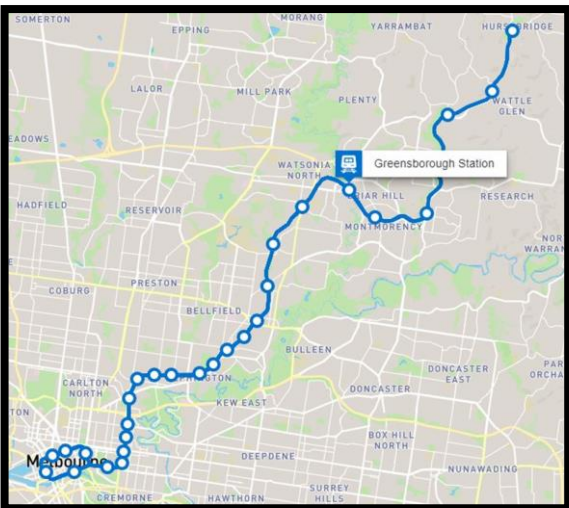 SOMERTON
MORANG
EPPING
YARRAMBAT
LALOR
MILL PARK
PLENTY
WATTLE
GLEN
WATSONIA
NORTH
Greensborough Station
RESEARCH
HADFIELD
RESERVOIR
MONTMORENCY
COBURG
PRESTON
BELLFIELD
BULLEEN
CARLTON
NORTH
KEW EAST
DONCASTER
DONCASTER
EAST
BOX HILL
NORTH
Melbourne
DEEPDENE
NUNAWADING
CREMORNE
HAWTHORN
SURREY
HILLS